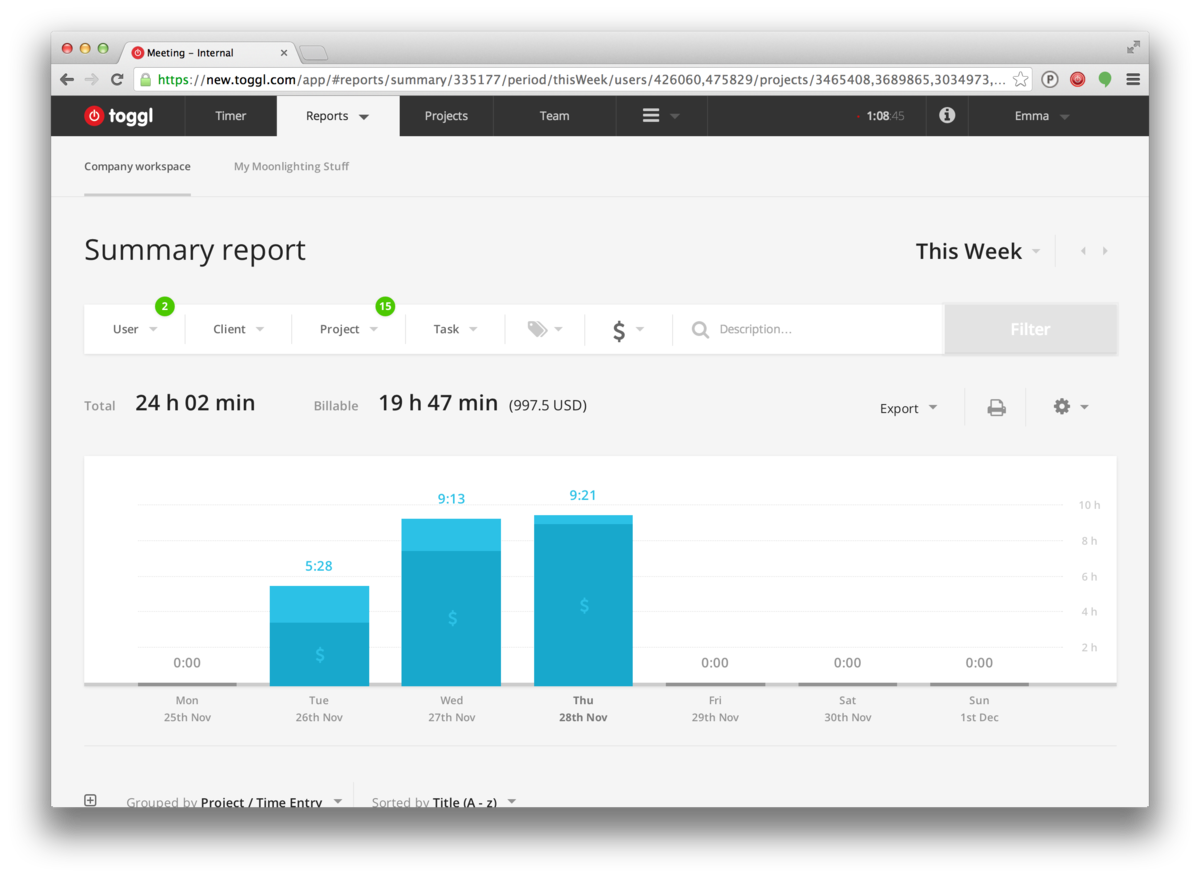 Meeting – Internal
https://new.toggl.com/app/#reports/summary/335177/period/thisWeek/users/426060,475829/projects/3465408,3689865,3034973,...
P
toggl Timer Reports Projects Team 1:08:45 i Emma
Company workspace My Moonlighting Stuff
Summary report This Week
2 15
User Client Project Task $ Description... Filter
Total 24 h 02 min Billable 19 h 47 min (997.5 USD) Export
9:21
9:13
10 h
8 h
5:28
6 h
$
4 h
$
2 h
$
0:00 0:00 0:00 0:00
Mon Tue Wed Thu Fri Sat Sun
25th Nov 26th Nov 27th Nov 28th Nov 29th Nov 30th Nov 1st Dec
Grouped by Project / Time Entry Sorted by Title (A - z)